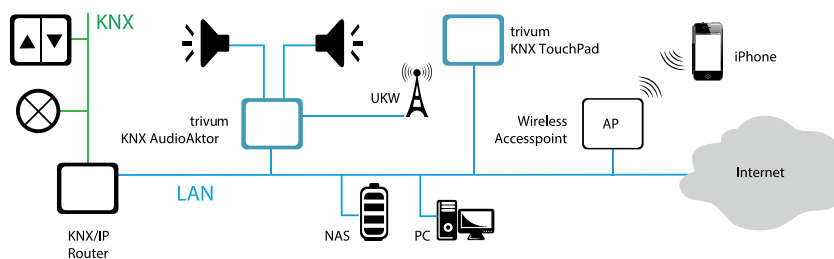 KNX
trivum
KNX TouchPad
iPhone
UKW
trivum
KNX AudioAktor
Wireless
Accesspoint
AP
Internet
LAN
KNX/IP
Router
NAS
PC